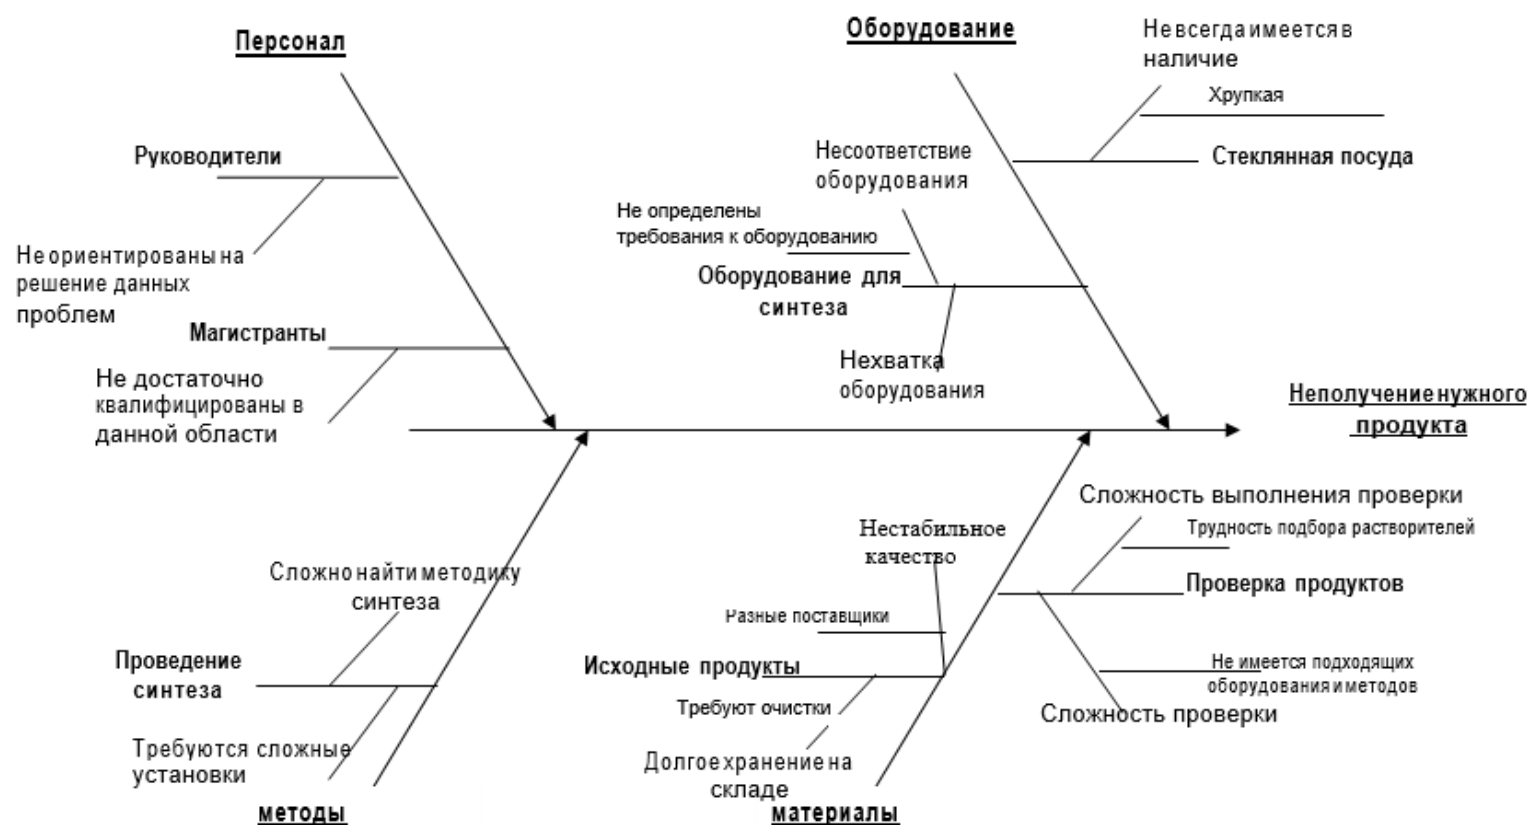 Персонал
Руководители
Не ориентированы на
решение данных
проблем
Магистранты
Не достаточно
квалифицированы в
данной области
Оборудование
Не всегда имеется в
наличие
Хрупкая
Стеклянная посуда
Несоответствие
оборудования
Не определены
требования к оборудованию
Оборудование для
синтеза
Нехватка
оборудования
Неполучение нужного
продукта
Сложно найти методику
синтеза
Проведение
синтеза
Требуются сложные
установки
методы
Нестабильное
качество
Разные поставщики
Исходные продукты
Требуют очистки
Долгое хранение на
складе
материалы
Сложность выполнения проверки
Трудность подбора растворителей
Проверка продуктов
Не имеется подходящих
оборудования и методов
Сложность проверки